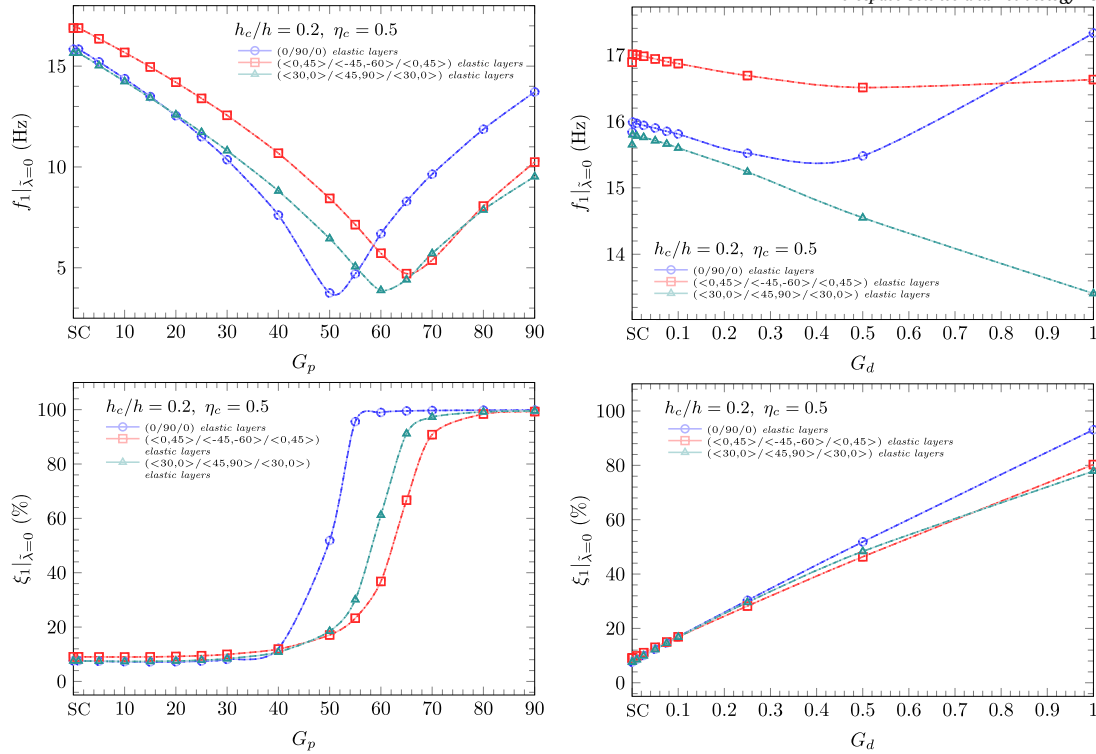 h_c/h = 0.2, η_c = 0.5
(0/90/0) elastic layers
(<0,45>/<-45,-60>/<0,45>) elastic layers
(<30,0>/<45,90>/<30,0>) elastic layers
15
10
5
f₁|_λ̄=0 (Hz)
SC 10 20 30 40 50 60 70 80 90
G_p
17
16
15
14
f₁|_λ̃=0 (Hz)
h_c/h = 0.2, η_c = 0.5
(0/90/0) elastic layers
(<0,45>/<-45,-60>/<0,45>) elastic layers
(<30,0>/<45,90>/<30,0>) elastic layers
SC 0.1 0.2 0.3 0.4 0.5 0.6 0.7 0.8 0.9 1
G_d
h_c/h = 0.2, η_c = 0.5
(0/90/0) elastic layers
(<0,45>/<-45,-60>/<0,45>)
elastic layers
(<30,0>/<45,90>/<30,0>)
elastic layers
100
80
60
40
20
0
ξ₁|_λ̄=0 (%)
SC 10 20 30 40 50 60 70 80 90
G_p
h_c/h = 0.2, η_c = 0.5
(0/90/0) elastic layers
(<0,45>/<-45,-60>/<0,45>) elastic layers
(<30,0>/<45,90>/<30,0>) elastic layers
100
80
60
40
20
0
ξ₁|_λ̃=0 (%)
SC 0.1 0.2 0.3 0.4 0.5 0.6 0.7 0.8 0.9 1
G_d